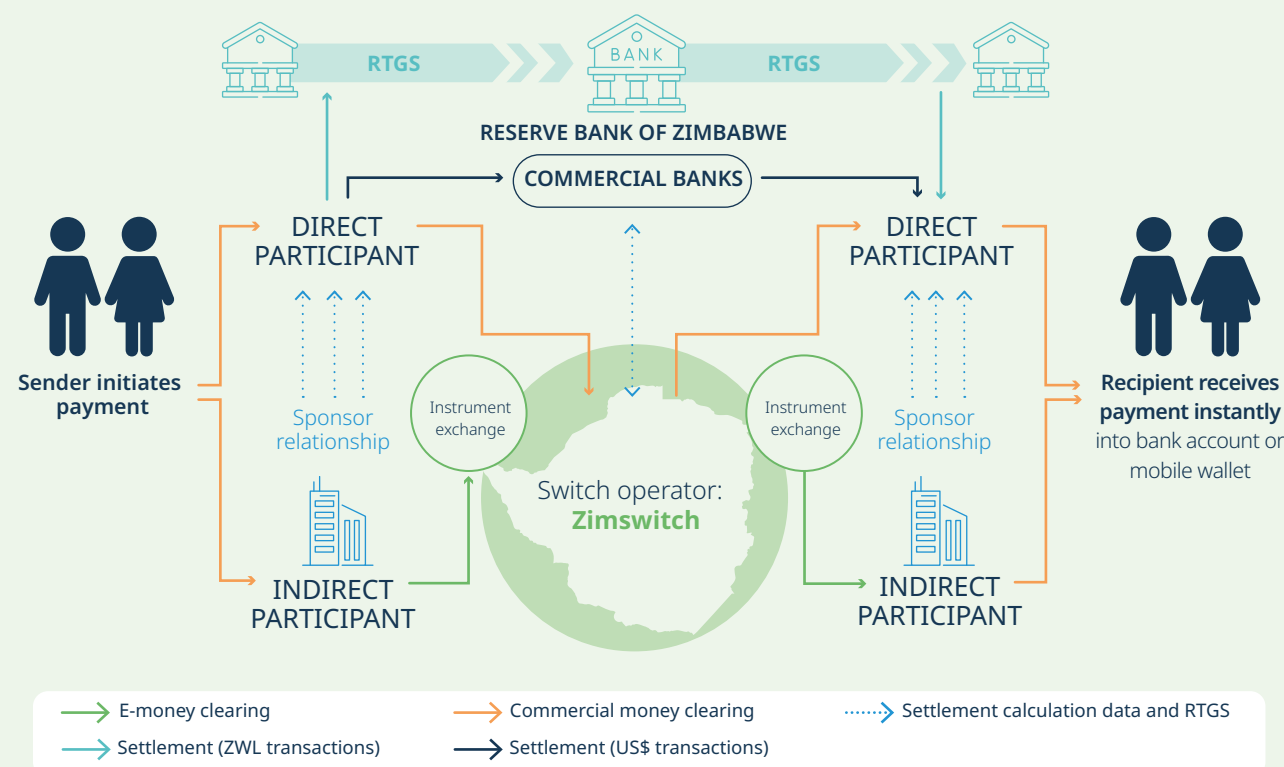 RTGS
BANK
RTGS
RESERVE BANK OF ZIMBABWE
COMMERCIAL BANKS
DIRECT
PARTICIPANT
DIRECT
PARTICIPANT
Sender initiates
payment
Recipient receives
payment instantly
into bank account or
mobile wallet
Sponsor
relationship
Instrument
exchange
Instrument
exchange
Sponsor
relationship
Switch operator:
Zimswitch
INDIRECT
PARTICIPANT
INDIRECT
PARTICIPANT
E-money clearing
Commercial money clearing
Settlement calculation data and RTGS
Settlement (ZWL transactions)
Settlement (US$ transactions)